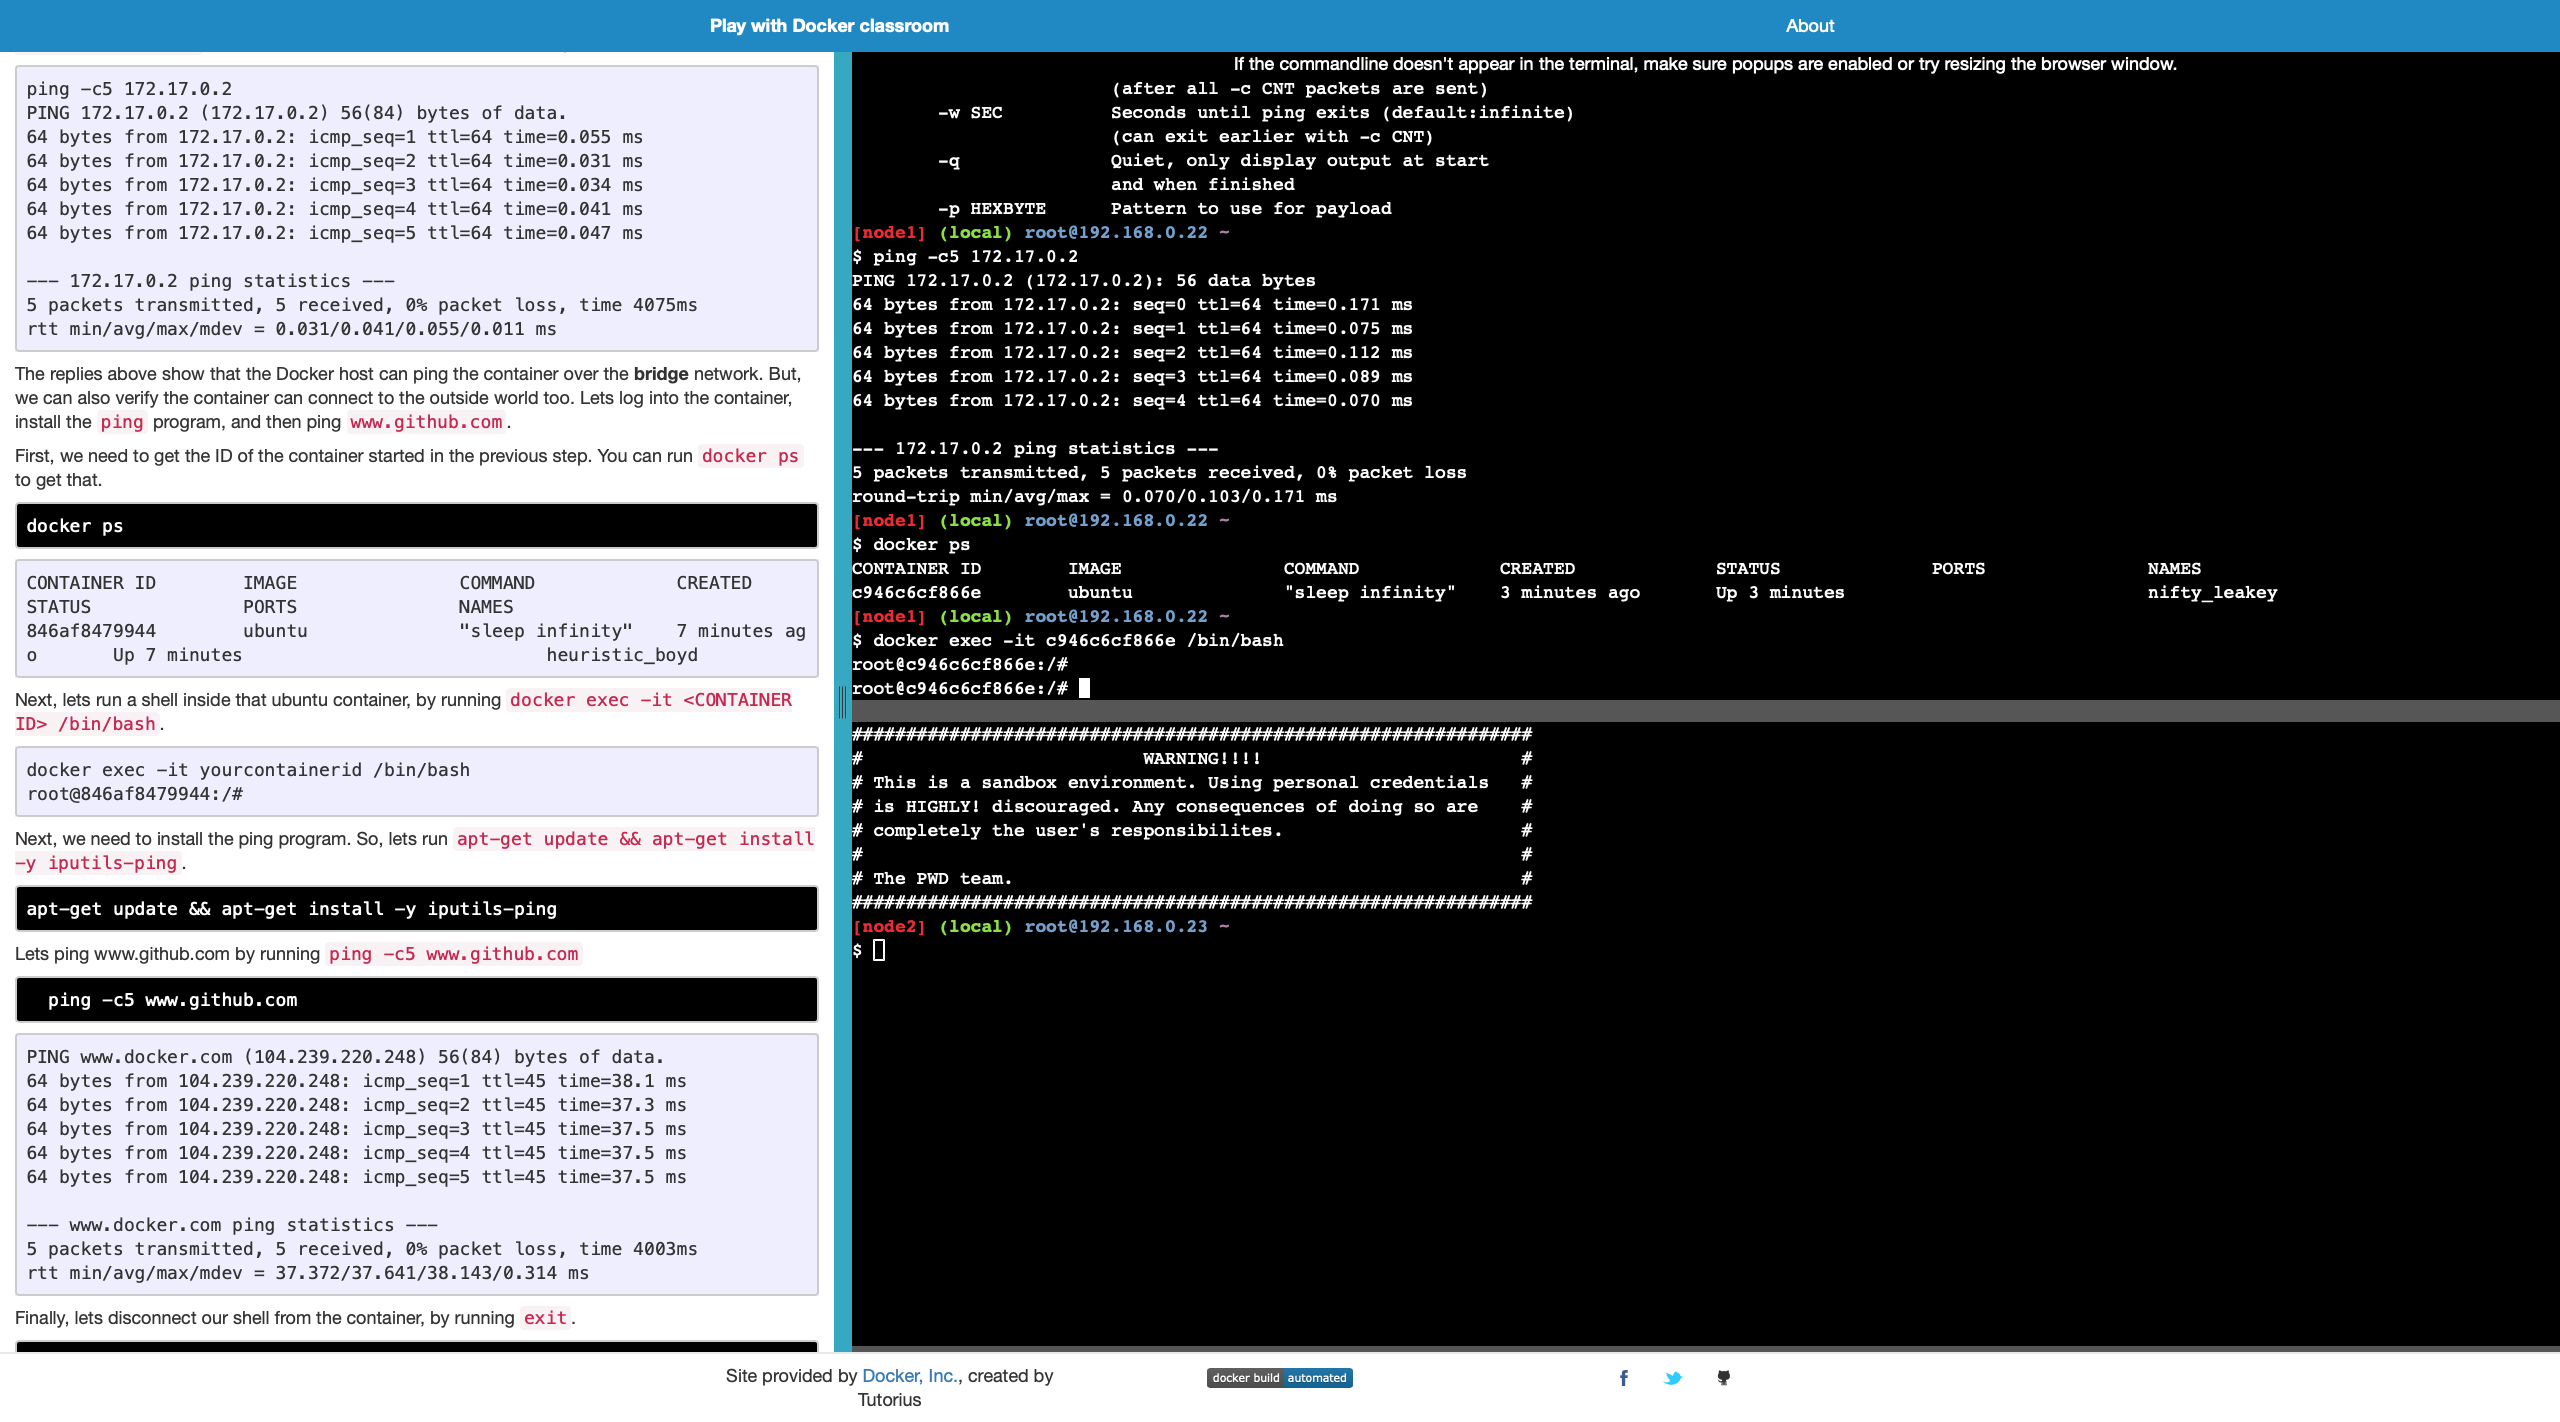 Play with Docker classroom
About
ping -c5 172.17.0.2
PING 172.17.0.2 (172.17.0.2) 56(84) bytes of data.
64 bytes from 172.17.0.2: icmp_seq=1 ttl=64 time=0.055 ms
64 bytes from 172.17.0.2: icmp_seq=2 ttl=64 time=0.031 ms
64 bytes from 172.17.0.2: icmp_seq=3 ttl=64 time=0.034 ms
64 bytes from 172.17.0.2: icmp_seq=4 ttl=64 time=0.041 ms
64 bytes from 172.17.0.2: icmp_seq=5 ttl=64 time=0.047 ms
--- 172.17.0.2 ping statistics ---
5 packets transmitted, 5 received, 0% packet loss, time 4075ms
rtt min/avg/max/mdev = 0.031/0.041/0.055/0.011 ms
The replies above show that the Docker host can ping the container over the bridge network. But,
we can also verify the container can connect to the outside world too. Lets log into the container,
install the ping program, and then ping www.github.com.
First, we need to get the ID of the container started in the previous step. You can run docker ps
to get that.
docker ps
CONTAINER ID        IMAGE               COMMAND             CREATED
STATUS              PORTS               NAMES
846af8479944        ubuntu              "sleep infinity"    7 minutes ag
o       Up 7 minutes                            heuristic_boyd
Next, lets run a shell inside that ubuntu container, by running docker exec -it <CONTAINER
ID> /bin/bash.
docker exec -it yourcontainerid /bin/bash
root@846af8479944:/#
Next, we need to install the ping program. So, lets run apt-get update && apt-get install
-y iputils-ping.
apt-get update && apt-get install -y iputils-ping
Lets ping www.github.com by running ping -c5 www.github.com
ping -c5 www.github.com
PING www.docker.com (104.239.220.248) 56(84) bytes of data.
64 bytes from 104.239.220.248: icmp_seq=1 ttl=45 time=38.1 ms
64 bytes from 104.239.220.248: icmp_seq=2 ttl=45 time=37.3 ms
64 bytes from 104.239.220.248: icmp_seq=3 ttl=45 time=37.5 ms
64 bytes from 104.239.220.248: icmp_seq=4 ttl=45 time=37.5 ms
64 bytes from 104.239.220.248: icmp_seq=5 ttl=45 time=37.5 ms
--- www.docker.com ping statistics ---
5 packets transmitted, 5 received, 0% packet loss, time 4003ms
rtt min/avg/max/mdev = 37.372/37.641/38.143/0.314 ms
Finally, lets disconnect our shell from the container, by running exit.
If the commandline doesn't appear in the terminal, make sure popups are enabled or try resizing the browser window.
(after all -c CNT packets are sent)
-w SEC          Seconds until ping exits (default:infinite)
(can exit earlier with -c CNT)
-q              Quiet, only display output at start
and when finished
-p HEXBYTE      Pattern to use for payload
[node1] (local) root@192.168.0.22 ~
$ ping -c5 172.17.0.2
PING 172.17.0.2 (172.17.0.2): 56 data bytes
64 bytes from 172.17.0.2: seq=0 ttl=64 time=0.171 ms
64 bytes from 172.17.0.2: seq=1 ttl=64 time=0.075 ms
64 bytes from 172.17.0.2: seq=2 ttl=64 time=0.112 ms
64 bytes from 172.17.0.2: seq=3 ttl=64 time=0.089 ms
64 bytes from 172.17.0.2: seq=4 ttl=64 time=0.070 ms
--- 172.17.0.2 ping statistics ---
5 packets transmitted, 5 packets received, 0% packet loss
round-trip min/avg/max = 0.070/0.103/0.171 ms
[node1] (local) root@192.168.0.22 ~
$ docker ps
CONTAINER ID        IMAGE               COMMAND             CREATED             STATUS              PORTS               NAMES
c946c6cf866e        ubuntu              "sleep infinity"    3 minutes ago       Up 3 minutes                            nifty_leakey
[node1] (local) root@192.168.0.22 ~
$ docker exec -it c946c6cf866e /bin/bash
root@c946c6cf866e:/#
root@c946c6cf866e:/#
###############################################################
#                          WARNING!!!!                        #
# This is a sandbox environment. Using personal credentials   #
# is HIGHLY! discouraged. Any consequences of doing so are    #
# completely the user's responsibilites.                      #
#                                                             #
# The PWD team.                                               #
###############################################################
[node2] (local) root@192.168.0.23 ~
$
Site provided by Docker, Inc., created by
Tutorius
docker build automated